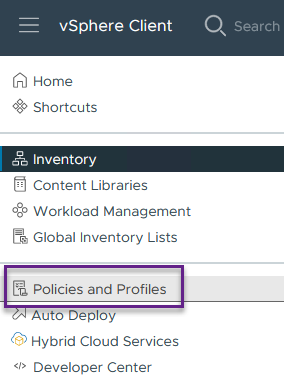 vSphere Client
Search
Home
Shortcuts
Inventory
Content Libraries
Workload Management
Global Inventory Lists
Policies and Profiles
Auto Deploy
Hybrid Cloud Services
Developer Center